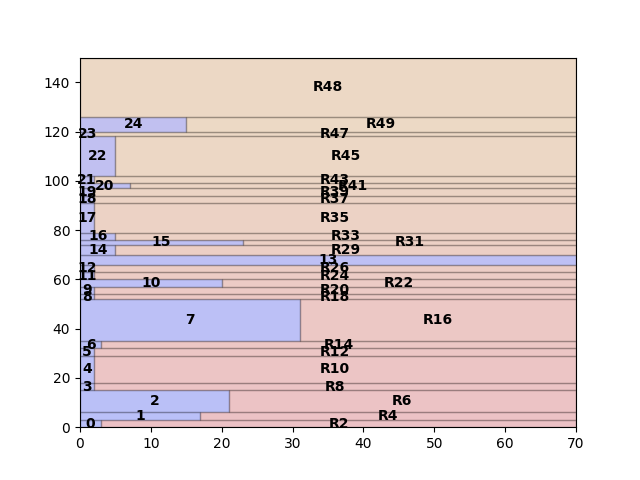 140
R48
24 R49
120
23 R47
22 R45
100
21 R43
20 R41
19 R39
18 R37
17 R35
80
16 R33
15 R31
14 R29
13
12 R26
60
11 R24
10 R22
9 R20
8 R18
7 R16
40
6 R14
5 R12
4 R10
20
3 R8
2 R6
1 R4
0
0 R2
0 10 20 30 40 50 60 70